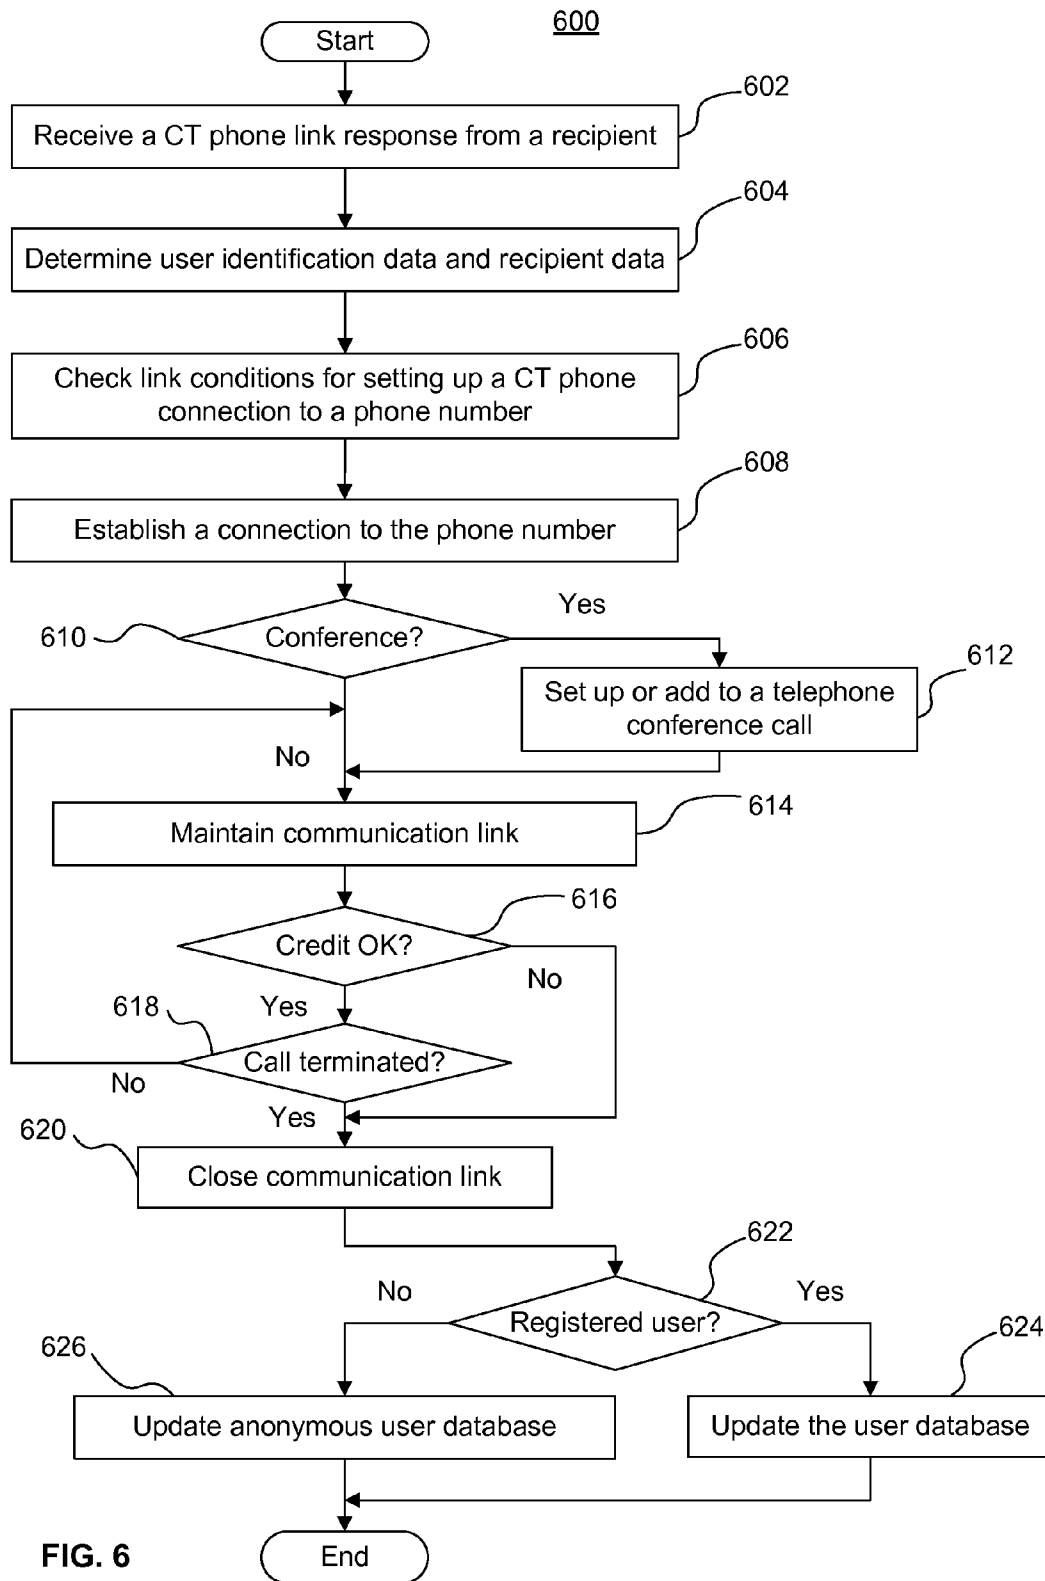 600
Start
602
Receive a CT phone link response from a recipient
604
Determine user identification data and recipient data
606
Check link conditions for setting up a CT phone
connection to a phone number
608
Establish a connection to the phone number
Yes
610
Conference?
612
Set up or add to a telephone
conference call
No
614
Maintain communication link
616
Credit OK?
No
Yes
618
Call terminated?
No
Yes
620
Close communication link
622
No
Yes
Registered user?
624
626
Update anonymous user database
Update the user database
FIG. 6
End